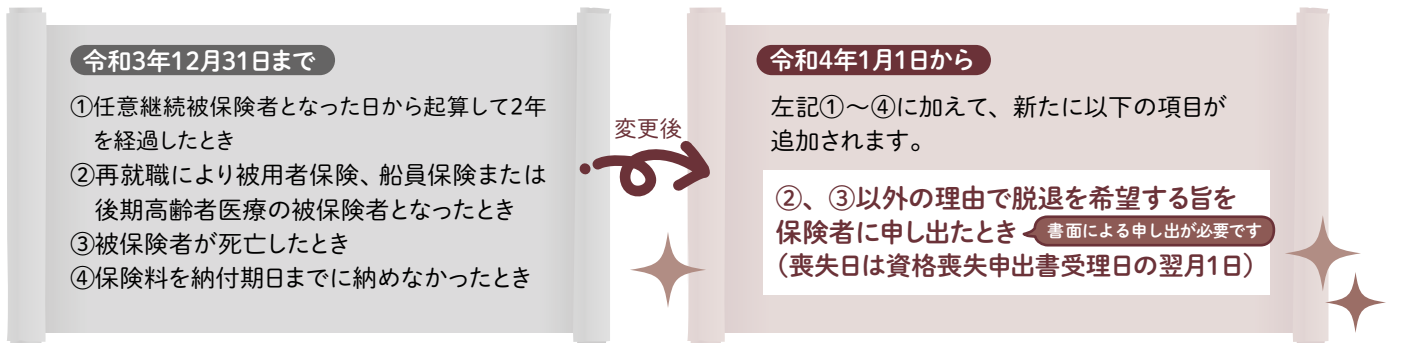 令和3年12月31日まで
①任意継続被保険者となった日から起算して2年
を経過したとき
②再就職により被用者保険、船員保険または
後期高齢者医療の被保険者となったとき
③被保険者が死亡したとき
④保険料を納付期日までに納めなかったとき
変更後
令和4年1月1日から
左記①～④に加えて、新たに以下の項目が
追加されます。
②、③以外の理由で脱退を希望する旨を
保険者に申し出たとき
書面による申し出が必要です
（喪失日は資格喪失申出書受理日の翌月1日）